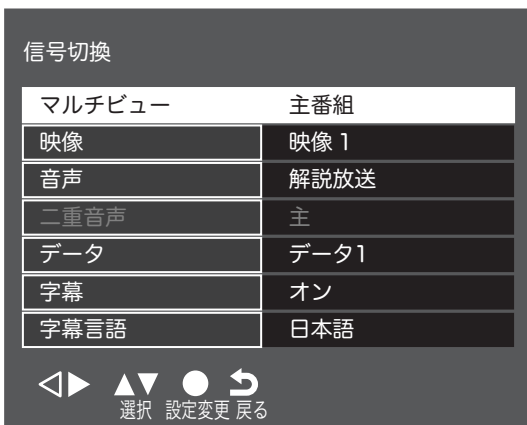 信号切換
マルチビュー 主番組
映像 映像 1
音声 解説放送
二重音声 主
データ データ1
字幕 オン
字幕言語 日本語
選択 設定変更 戻る